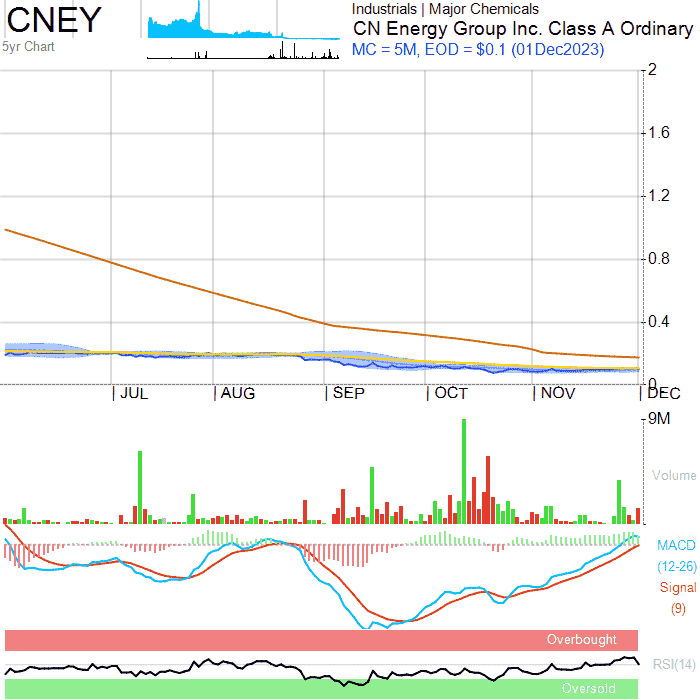 CNEY
5yr Chart
Industrials | Major Chemicals
CN Energy Group Inc. Class A Ordinary
MC = 5M, EOD = $0.1 (01Dec2023)
2
1.6
1.2
0.8
0.4
0
JUL
AUG
SEP
OCT
NOV
DEC
9M
Volume
MACD
(12-26)
Signal
(9)
Overbought
RSI(14)
Oversold